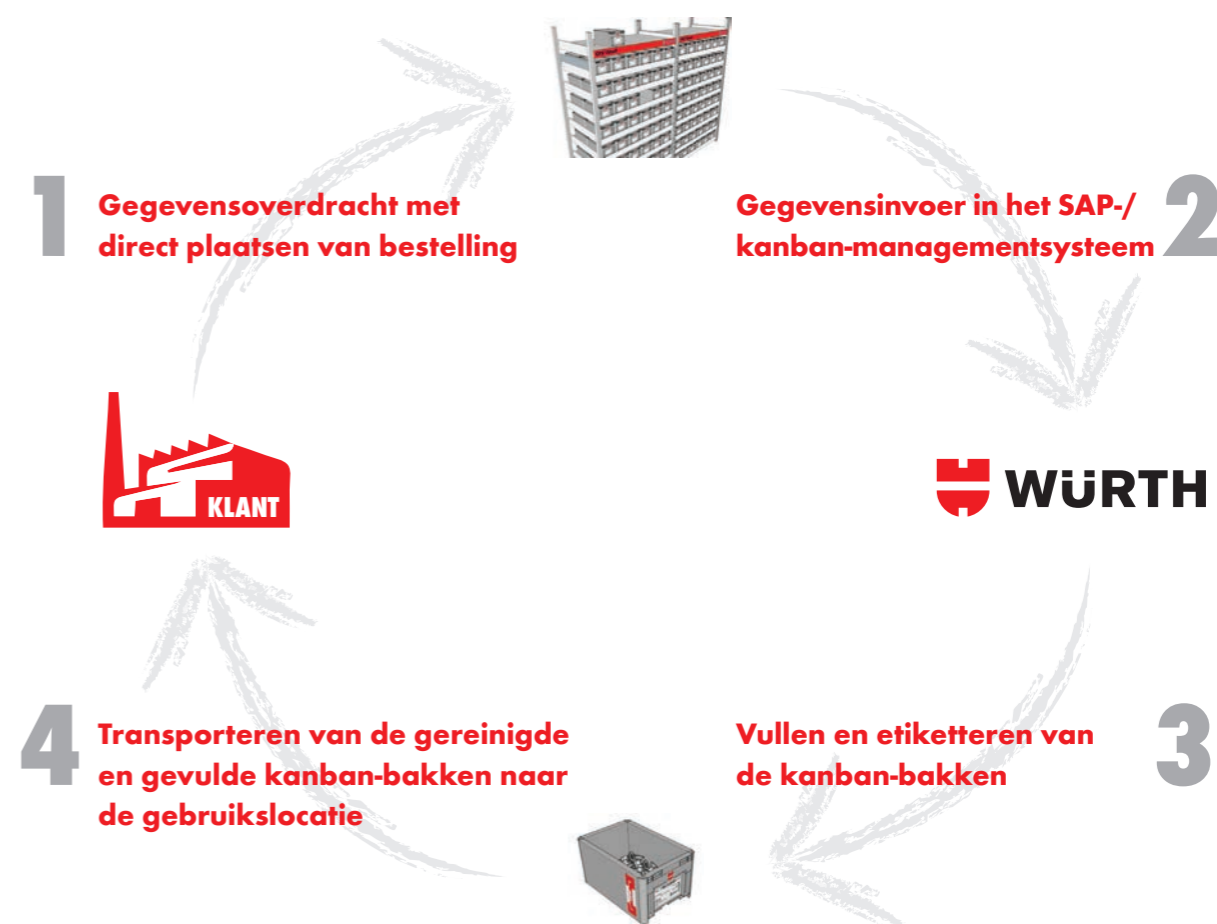 1
Gegevensoverdracht met
direct plaatsen van bestelling
2
Gegevensinvoer in het SAP-/
kanban-managementsysteem
KLANT
WÜRTH
3
Vullen en etiketteren van
de kanban-bakken
4
Transporteren van de gereinigde
en gevulde kanban-bakken naar
de gebruikslocatie